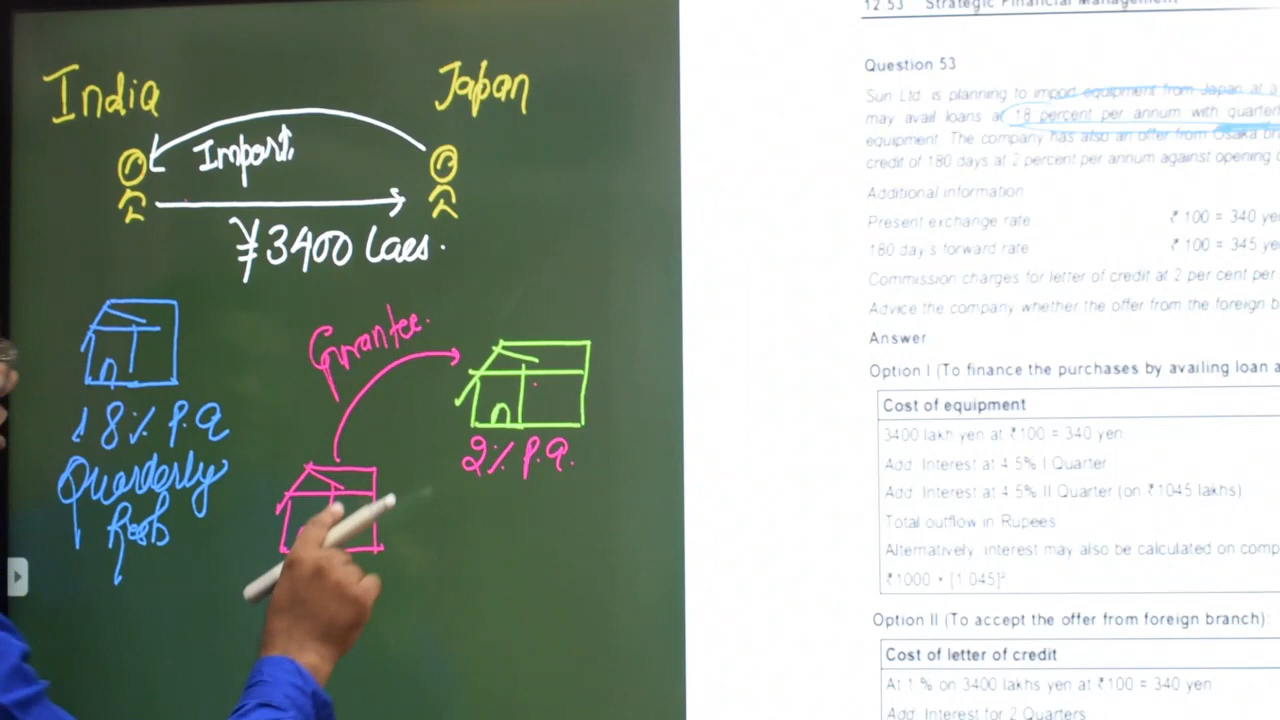 India
Japan
Import
¥3400 Lacs.
Gurantee.
18% P.a
Quarterly
Rests
2% P.a.
12.53 Strategic Financial Management
Question 53
Sun Ltd. is planning to import equipment from Japan at a
may avail loans at 18 percent per annum with quarterl
equipment. The company has also an offer from Osaka bra
credit of 180 days at 2 percent per annum against opening o
Additional information
Present exchange rate ₹ 100 = 340 ye
180 day's forward rate ₹ 100 = 345 ye
Commission charges for letter of credit at 2 per cent per
Advice the company whether the offer from the foreign b
Answer
Option I (To finance the purchases by availing loan a
Cost of equipment
3400 lakh yen at ₹100 = 340 yen
Add: Interest at 4.5% I Quarter
Add: Interest at 4.5% II Quarter (on ₹1045 lakhs)
Total outflow in Rupees
Alternatively, interest may also be calculated on comp
₹1000 × [1.045]²
Option II (To accept the offer from foreign branch):
Cost of letter of credit
At 1 % on 3400 lakhs yen at ₹100 = 340 yen
Add: Interest for 2 Quarters